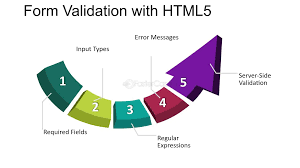 Form Validation with HTML5
Error Messages
Input Types
1
2
3
4
5
Server-Side
Validation
Required Fields
Regular
Expressions